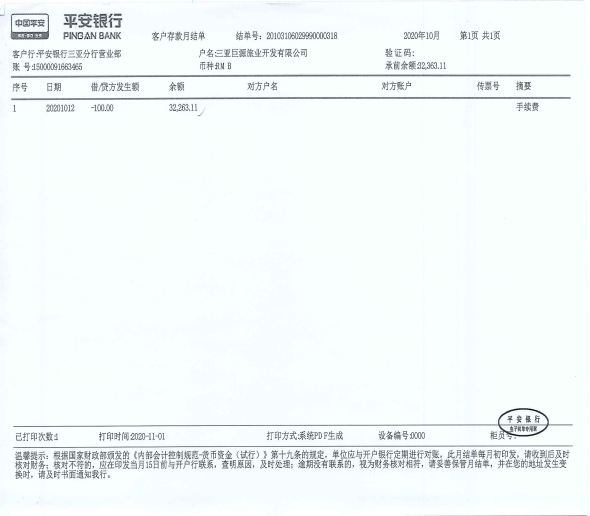 中国平安 平安银行
PINGAN BANK
客户存款月结单 结单号:20103106029990000318 2020年10月 第1页 共1页
客户行:平安银行三亚分行营业部 户名:三亚巨源旅业开发有限公司 验证码:
账 号:15000091663465 币种:RMB 承前余额:32,363.11
序号 日期 借/贷方发生额 余额 对方户名 对方账户 传票号 摘要
1 20201012 -100.00 32,263.11 手续费
平安银行
已打印次数:1 打印时间:2020-11-01 打印方式:系统PDF生成 设备编号:0000 柜员号:
温馨提示：根据国家财政部颁发的《内部会计控制规范-货币资金（试行）》第十九条的规定，单位应与开户银行定期进行对账，此月结单每月初印发，请收到后及时
核对财务；核对不符的，应在印发当月15日前与开户行联系，查明原因，及时处理；逾期没有联系的，视为财务核对相符，请妥善保管月结单，并在您的地址发生变
换时，请及时书面通知我行。